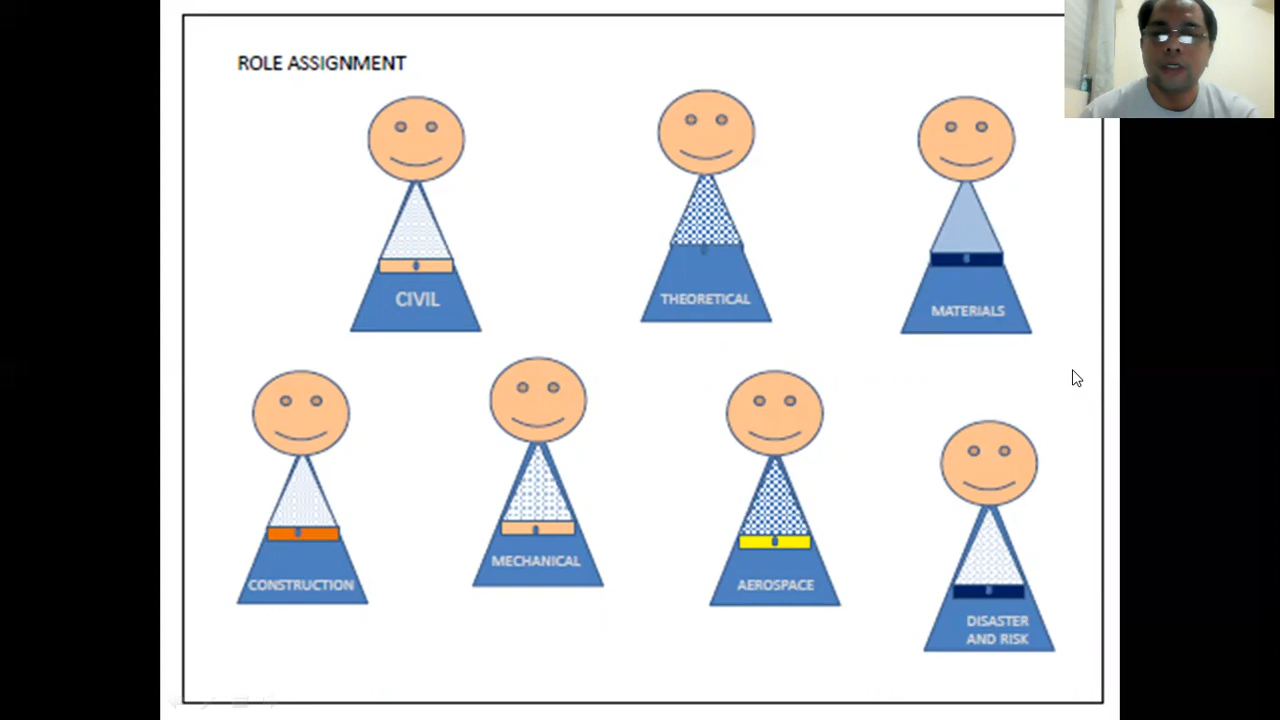 ROLE ASSIGNMENT
CIVIL
THEORETICAL
MATERIALS
CONSTRUCTION
MECHANICAL
AEROSPACE
DISASTER
AND RISK